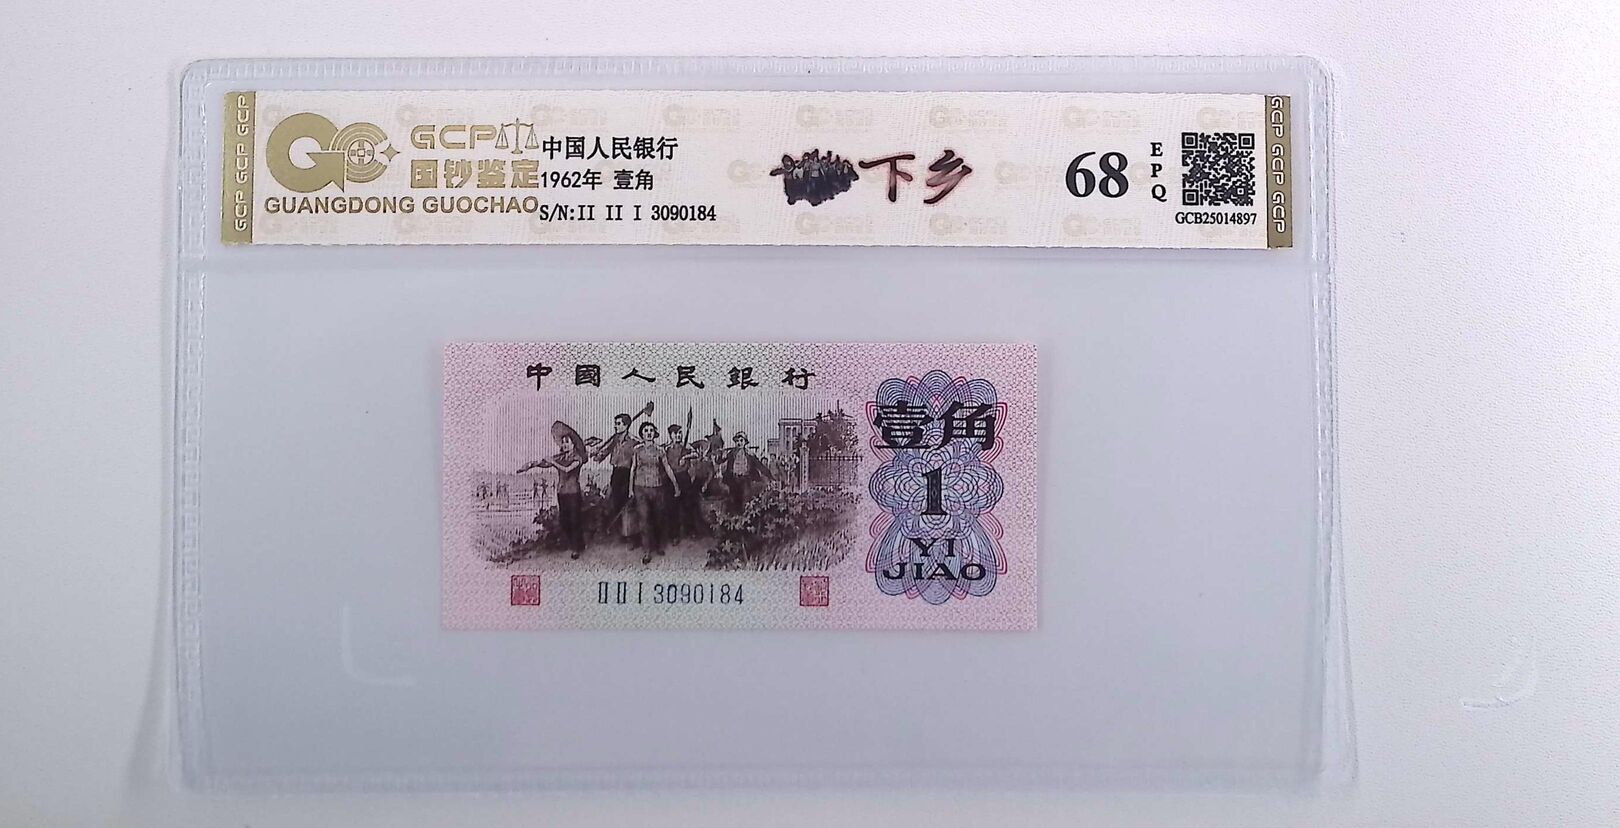 GCP GCP GCP
GCP
国钞鉴定
GUANGDONG GUOCHAO
中国人民银行
1962年 壹角
S/N:II II I 3090184
下乡
68
EPQ
GCB25014897
GCP GCP GCP
中國人民銀行
壹角
1
YI
JIAO
II II I 3090184